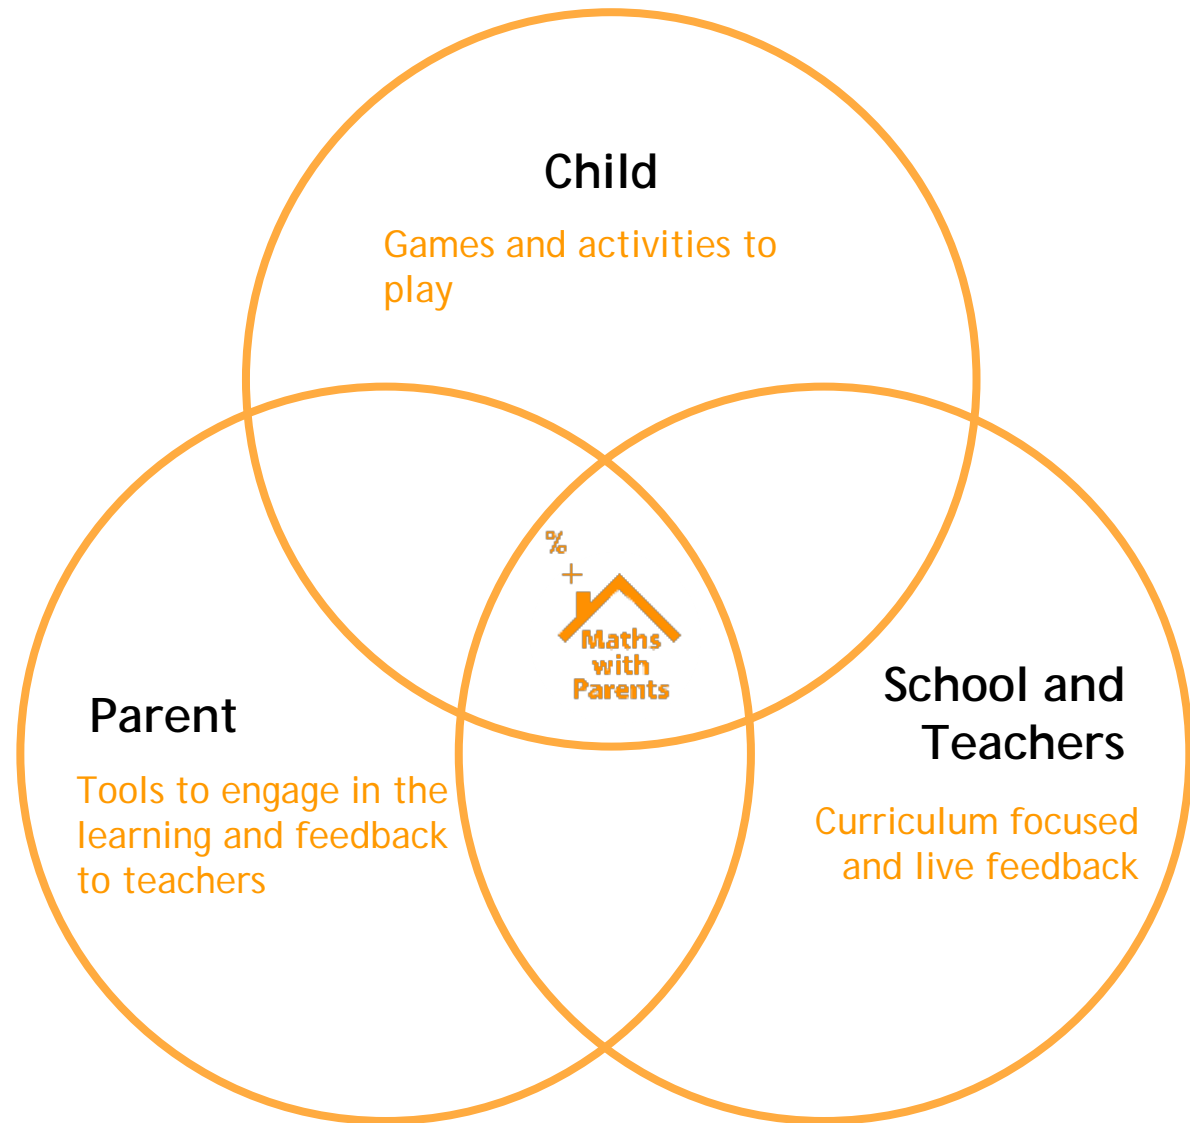 Child
Games and activities to
play
%
+
Maths
with
Parents
Parent
Tools to engage in the
learning and feedback
to teachers
School and
Teachers
Curriculum focused
and live feedback